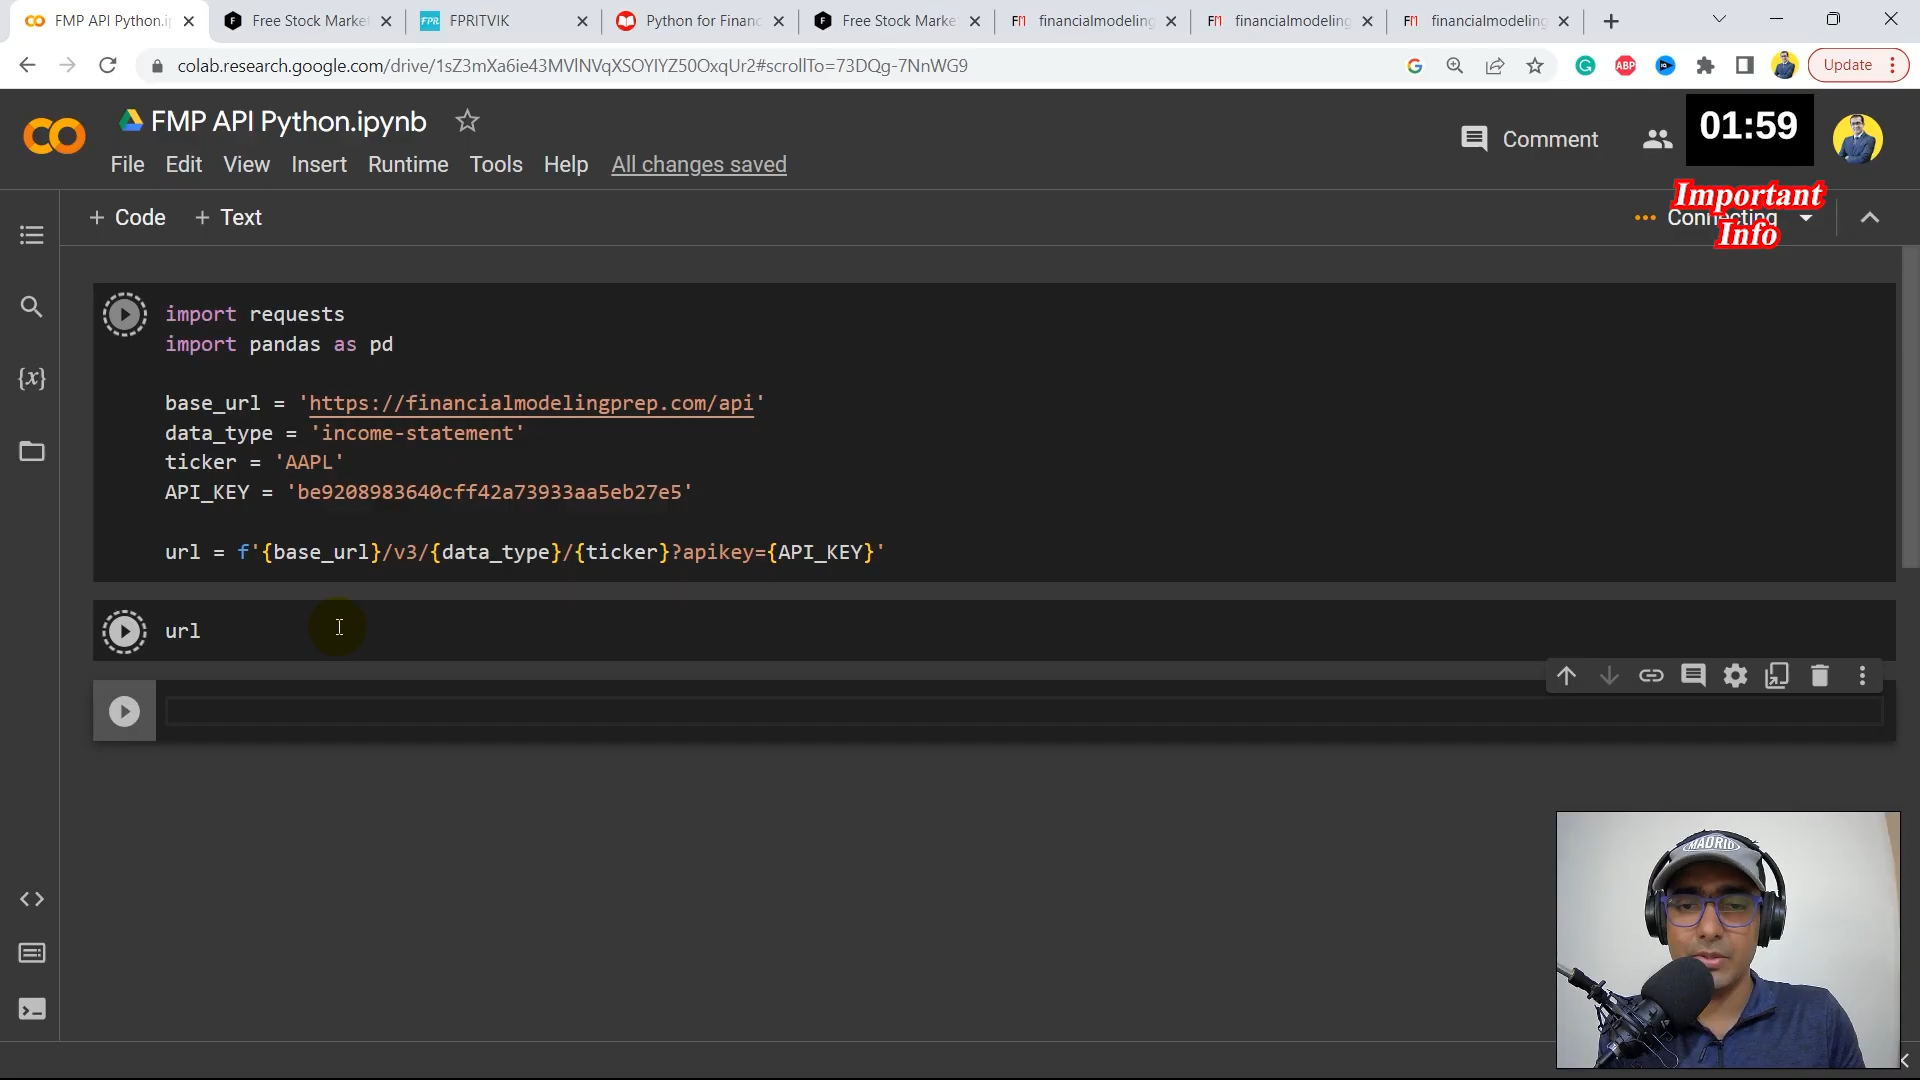 FMP API Python.i
Free Stock Marke
FPRITVIK
Python for Financ
Free Stock Marke
financialmodeling
financialmodeling
financialmodeling
colab.research.google.com/drive/1sZ3mXa6ie43MVlNVqXSOYIYZ50OxqUr2#scrollTo=73DQg-7NnWG9
ABP
Update
FMP API Python.ipynb
File Edit View Insert Runtime Tools Help All changes saved
Comment
01:59
+ Code + Text
Connecting
Important
Info
import requests
import pandas as pd
base_url = 'https://financialmodelingprep.com/api'
data_type = 'income-statement'
ticker = 'AAPL'
API_KEY = 'be9208983640cff42a73933aa5eb27e5'
url = f'{base_url}/v3/{data_type}/{ticker}?apikey={API_KEY}'
url
MADRID